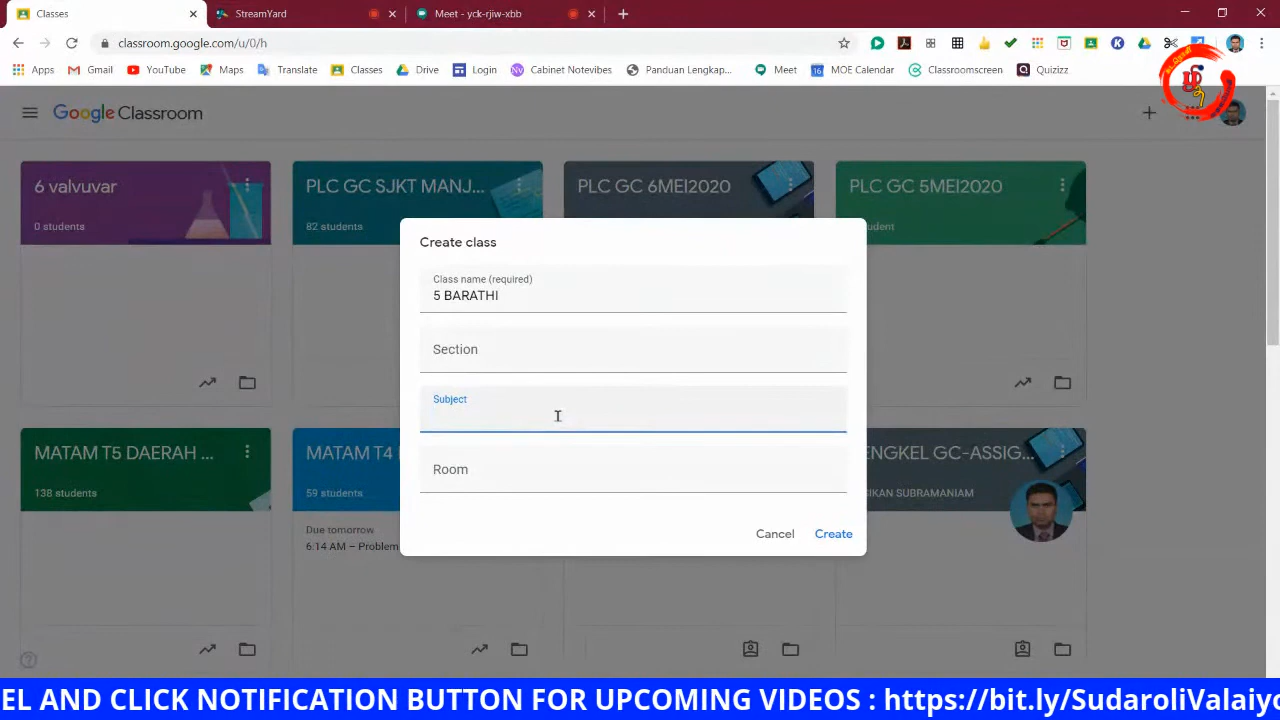 Classes
StreamYard
Meet - yck-rjiw-xbb
classroom.google.com/u/0/h
Apps
Gmail
YouTube
Maps
Translate
Classes
Drive
Login
Cabinet Notevibes
Panduan Lengkap...
Meet
16 MOE Calendar
Classroomscreen
Quizizz
Google Classroom
6 valvuvar
0 students
PLC GC SJKT MANJ...
82 students
PLC GC 6MEI2020
PLC GC 5MEI2020
Create class
Class name (required)
5 BARATHI
Section
Subject
Room
Cancel
Create
MATAM T5 DAERAH ...
138 students
MATAM T4
59 students
Due tomorrow
6:14 AM – Problem
ENGKEL GC-ASSIG...
SIKAN SUBRAMANIAM
EL AND CLICK NOTIFICATION BUTTON FOR UPCOMING VIDEOS : https://bit.ly/SudaroliValaiy